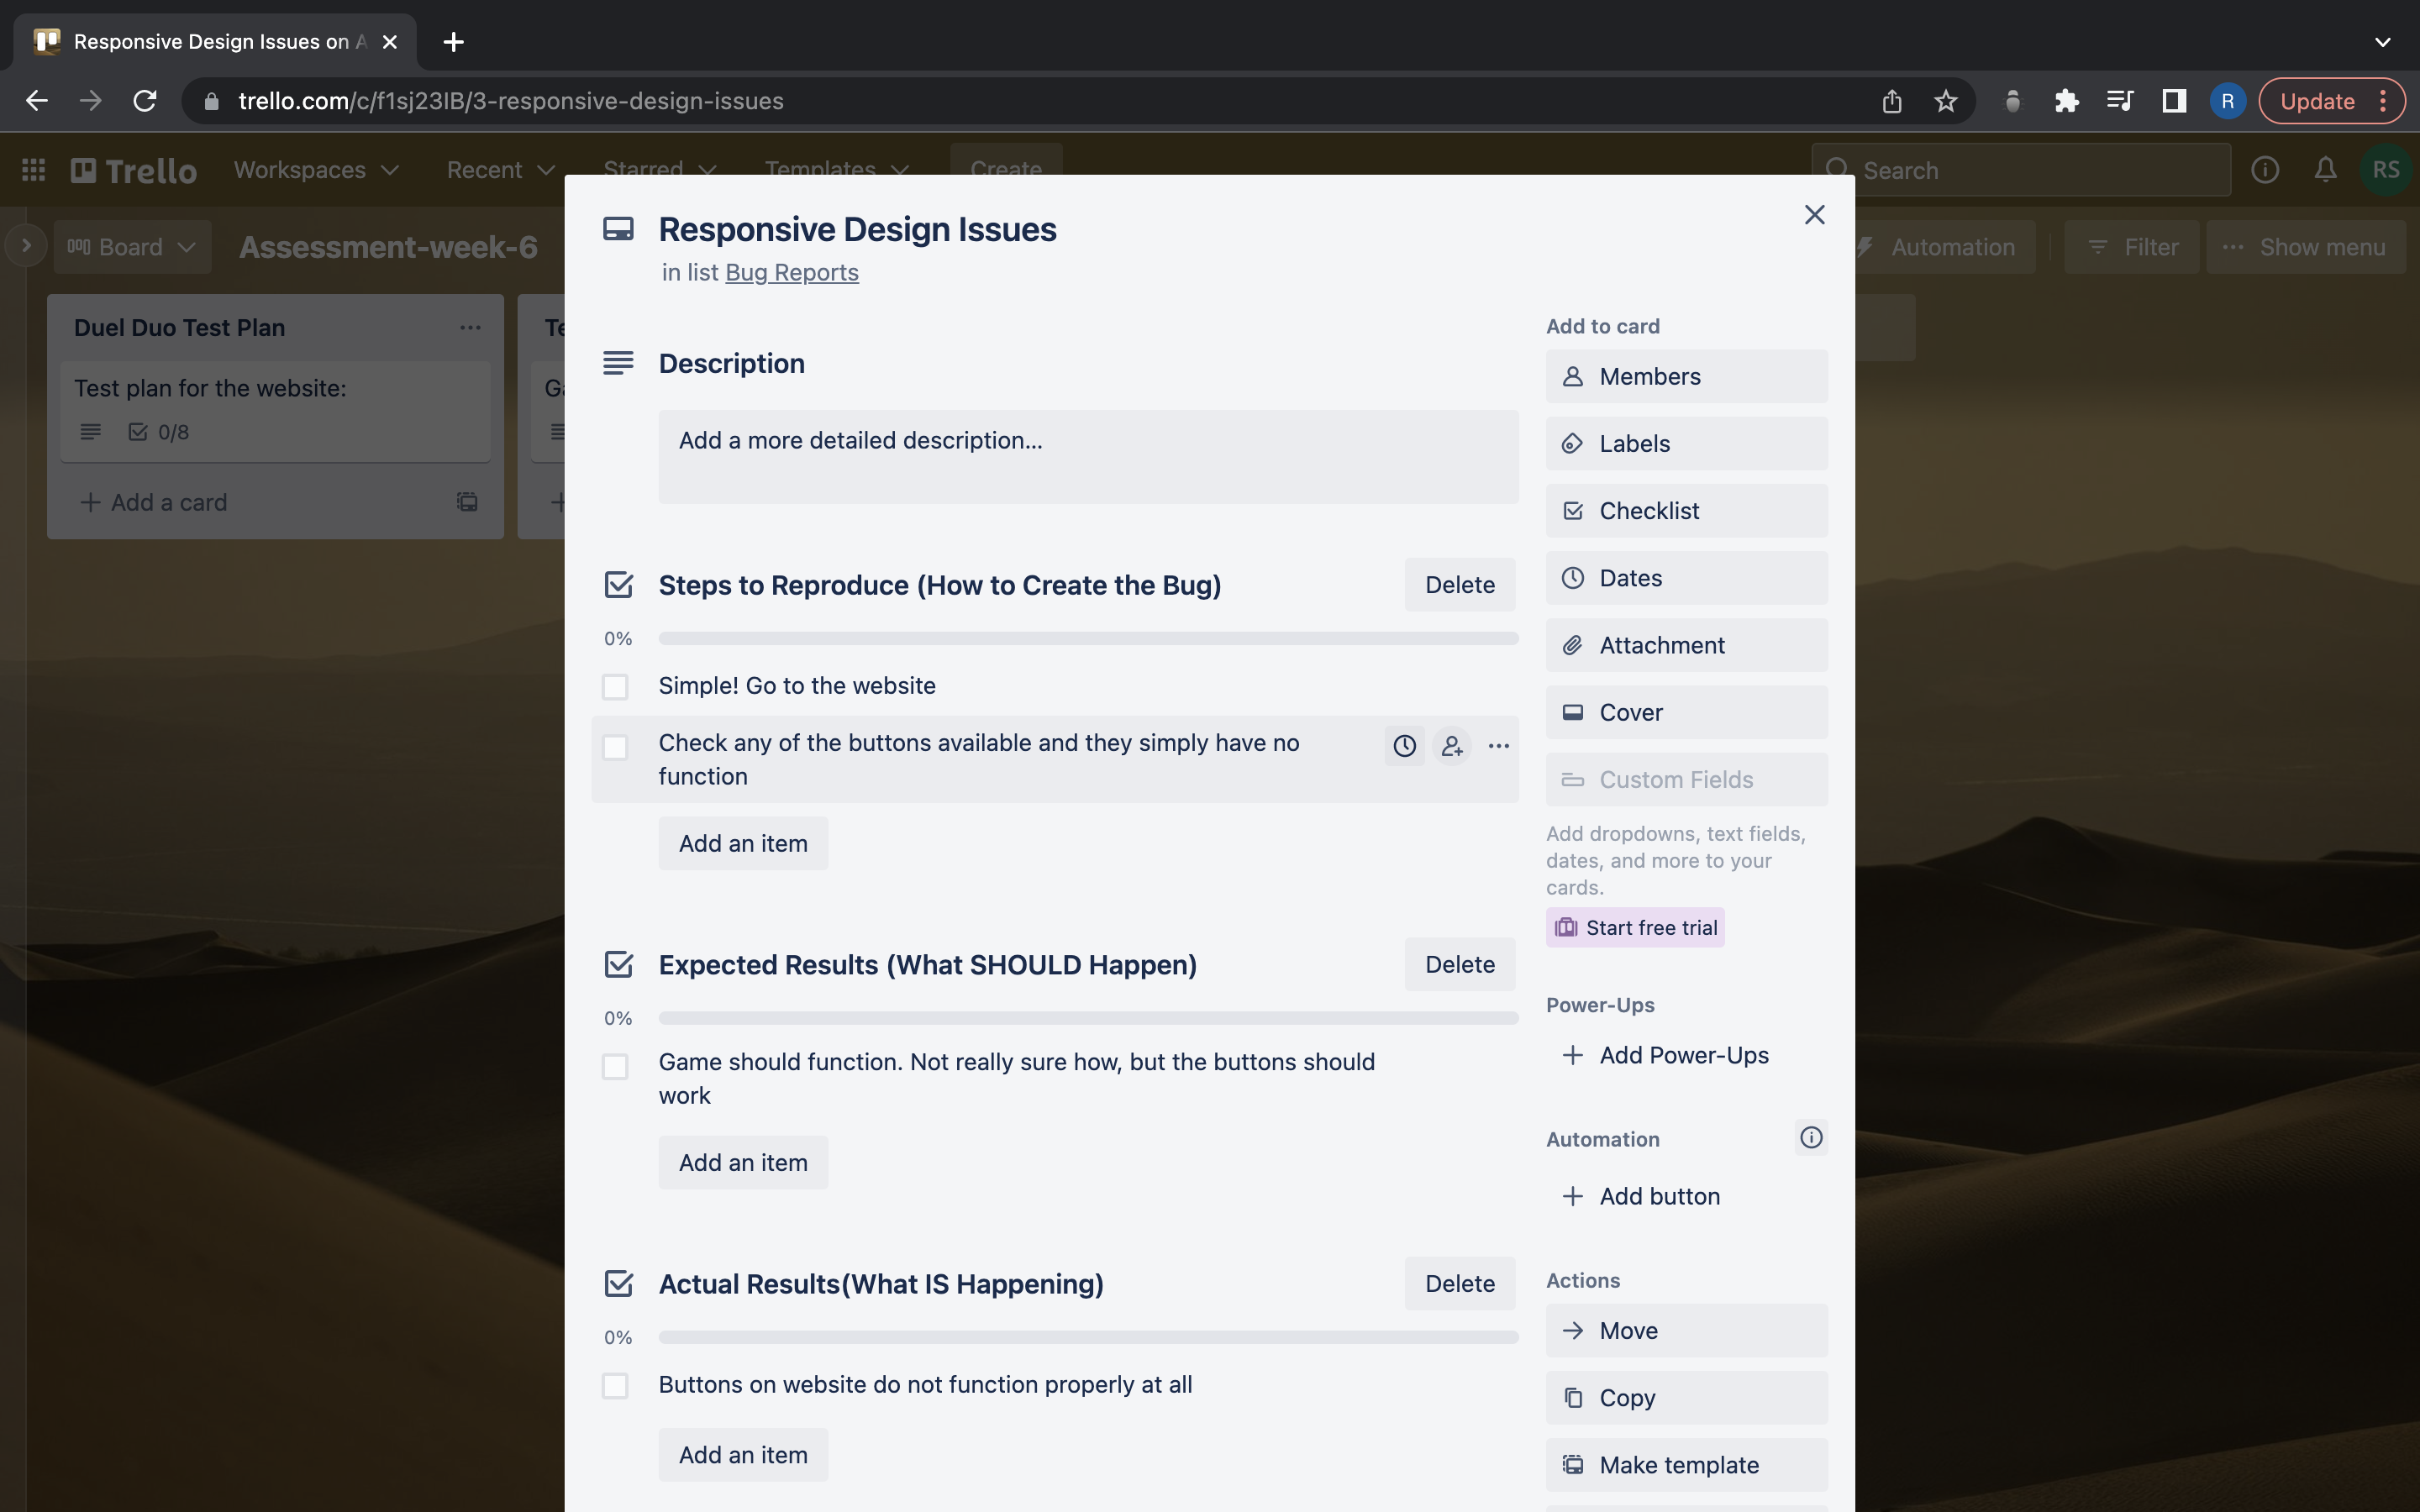 Responsive Design Issues on A
trello.com/c/f1sj23IB/3-responsive-design-issues
R
Update
Trello
Workspaces
Recent
Starred
Templates
Create
Search
RS
Board
Assessment-week-6
Automation
Filter
Show menu
Duel Duo Test Plan
Test plan for the website:
0/8
Add a card
Te
Ga
Responsive Design Issues
in list Bug Reports
Description
Add a more detailed description...
Steps to Reproduce (How to Create the Bug)
Delete
0%
Simple! Go to the website
Check any of the buttons available and they simply have no
function
Add an item
Expected Results (What SHOULD Happen)
Delete
0%
Game should function. Not really sure how, but the buttons should
work
Add an item
Actual Results(What IS Happening)
Delete
0%
Buttons on website do not function properly at all
Add an item
Add to card
Members
Labels
Checklist
Dates
Attachment
Cover
Custom Fields
Add dropdowns, text fields,
dates, and more to your
cards.
Start free trial
Power-Ups
Add Power-Ups
Automation
Add button
Actions
Move
Copy
Make template